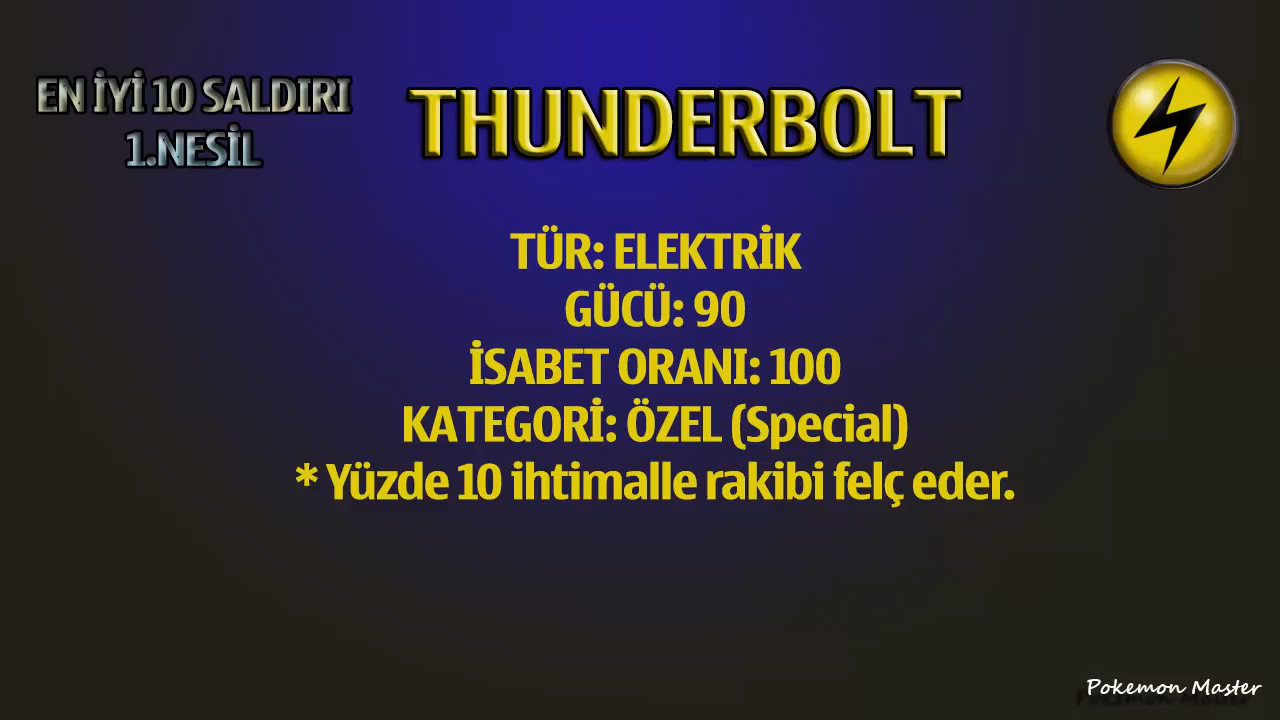 EN İYİ 10 SALDIRI
1.NESİL
THUNDERBOLT
TÜR: ELEKTRİK
GÜCÜ: 90
İSABET ORANI: 100
KATEGORİ: ÖZEL (Special)
* Yüzde 10 ihtimalle rakibi felç eder.
Pokemon Master